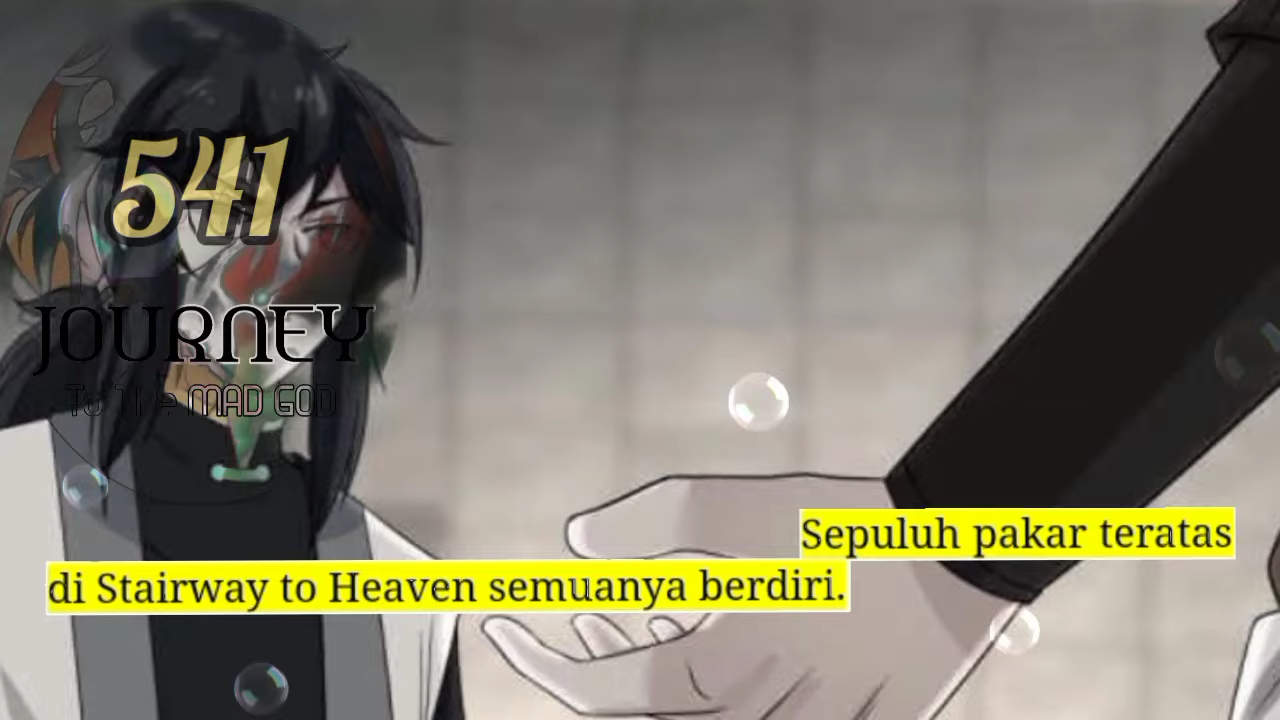 541
JOURNEY
To The MAD GOD
Sepuluh pakar teratas
di Stairway to Heaven semuanya berdiri.